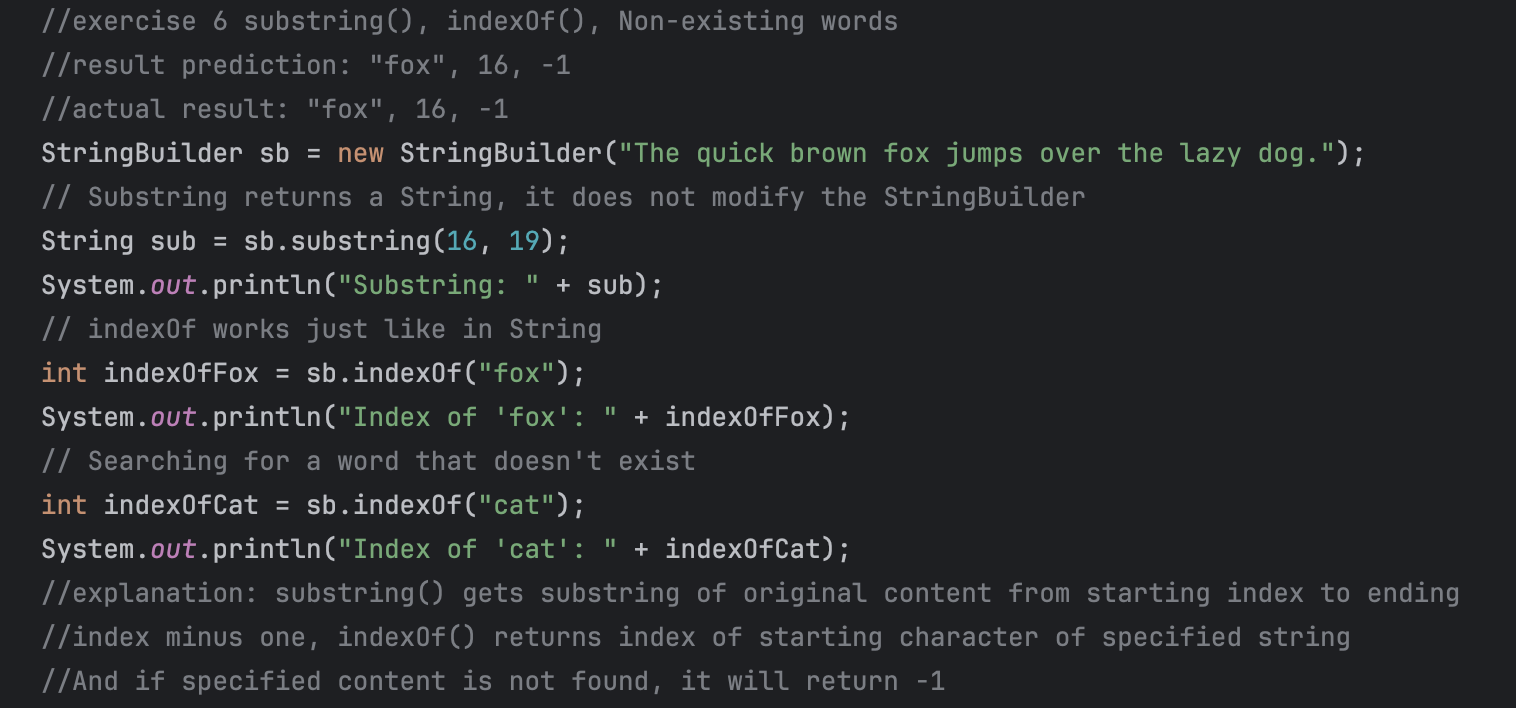 //exercise 6 substring(), indexOf(), Non-existing words
//result prediction: "fox", 16, -1
//actual result: "fox", 16, -1
StringBuilder sb = new StringBuilder("The quick brown fox jumps over the lazy dog.");
// Substring returns a String, it does not modify the StringBuilder
String sub = sb.substring(16, 19);
System.out.println("Substring: " + sub);
// indexOf works just like in String
int indexOfFox = sb.indexOf("fox");
System.out.println("Index of 'fox': " + indexOfFox);
// Searching for a word that doesn't exist
int indexOfCat = sb.indexOf("cat");
System.out.println("Index of 'cat': " + indexOfCat);
//explanation: substring() gets substring of original content from starting index to ending
//index minus one, indexOf() returns index of starting character of specified string
//And if specified content is not found, it will return -1